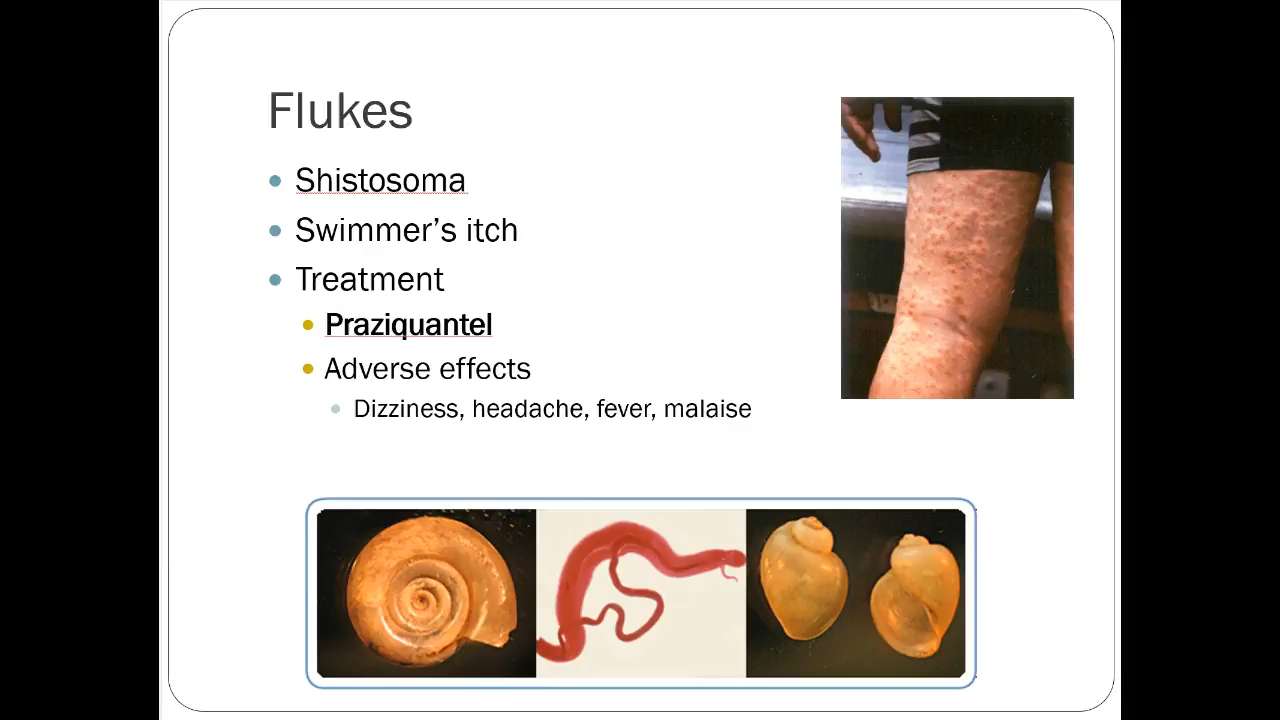 Flukes
Shistosoma
Swimmer's itch
Treatment
Praziquantel
Adverse effects
Dizziness, headache, fever, malaise